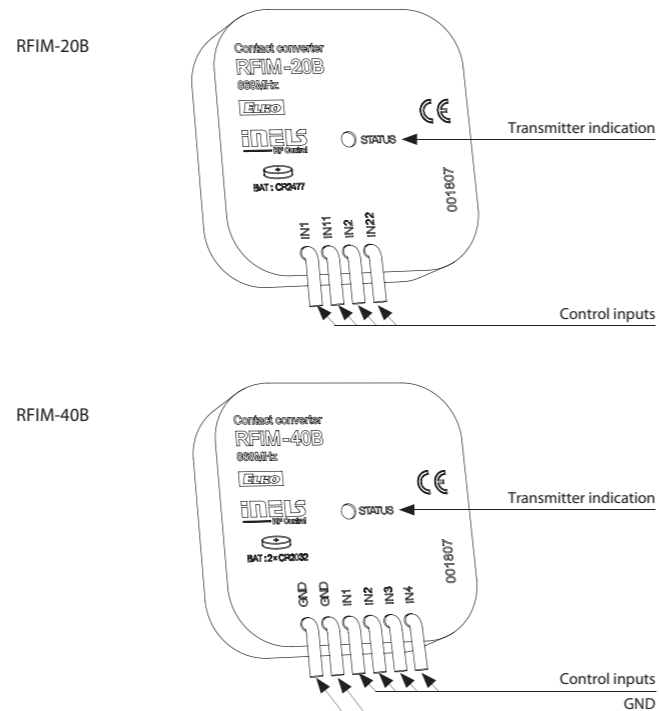 RFIM-20B
Contact converter
RFIM-20B
868MHz
ELKO
CE
iNELS
RF Control
STATUS
Transmitter indication
BAT : CR2477
001807
IN1
IN11
IN2
IN22
Control inputs
RFIM-40B
Contact converter
RFIM-40B
868MHz
ELKO
CE
iNELS
RF Control
STATUS
Transmitter indication
BAT : 2×CR2032
001807
GND
GND
IN1
IN2
IN3
IN4
Control inputs
GND